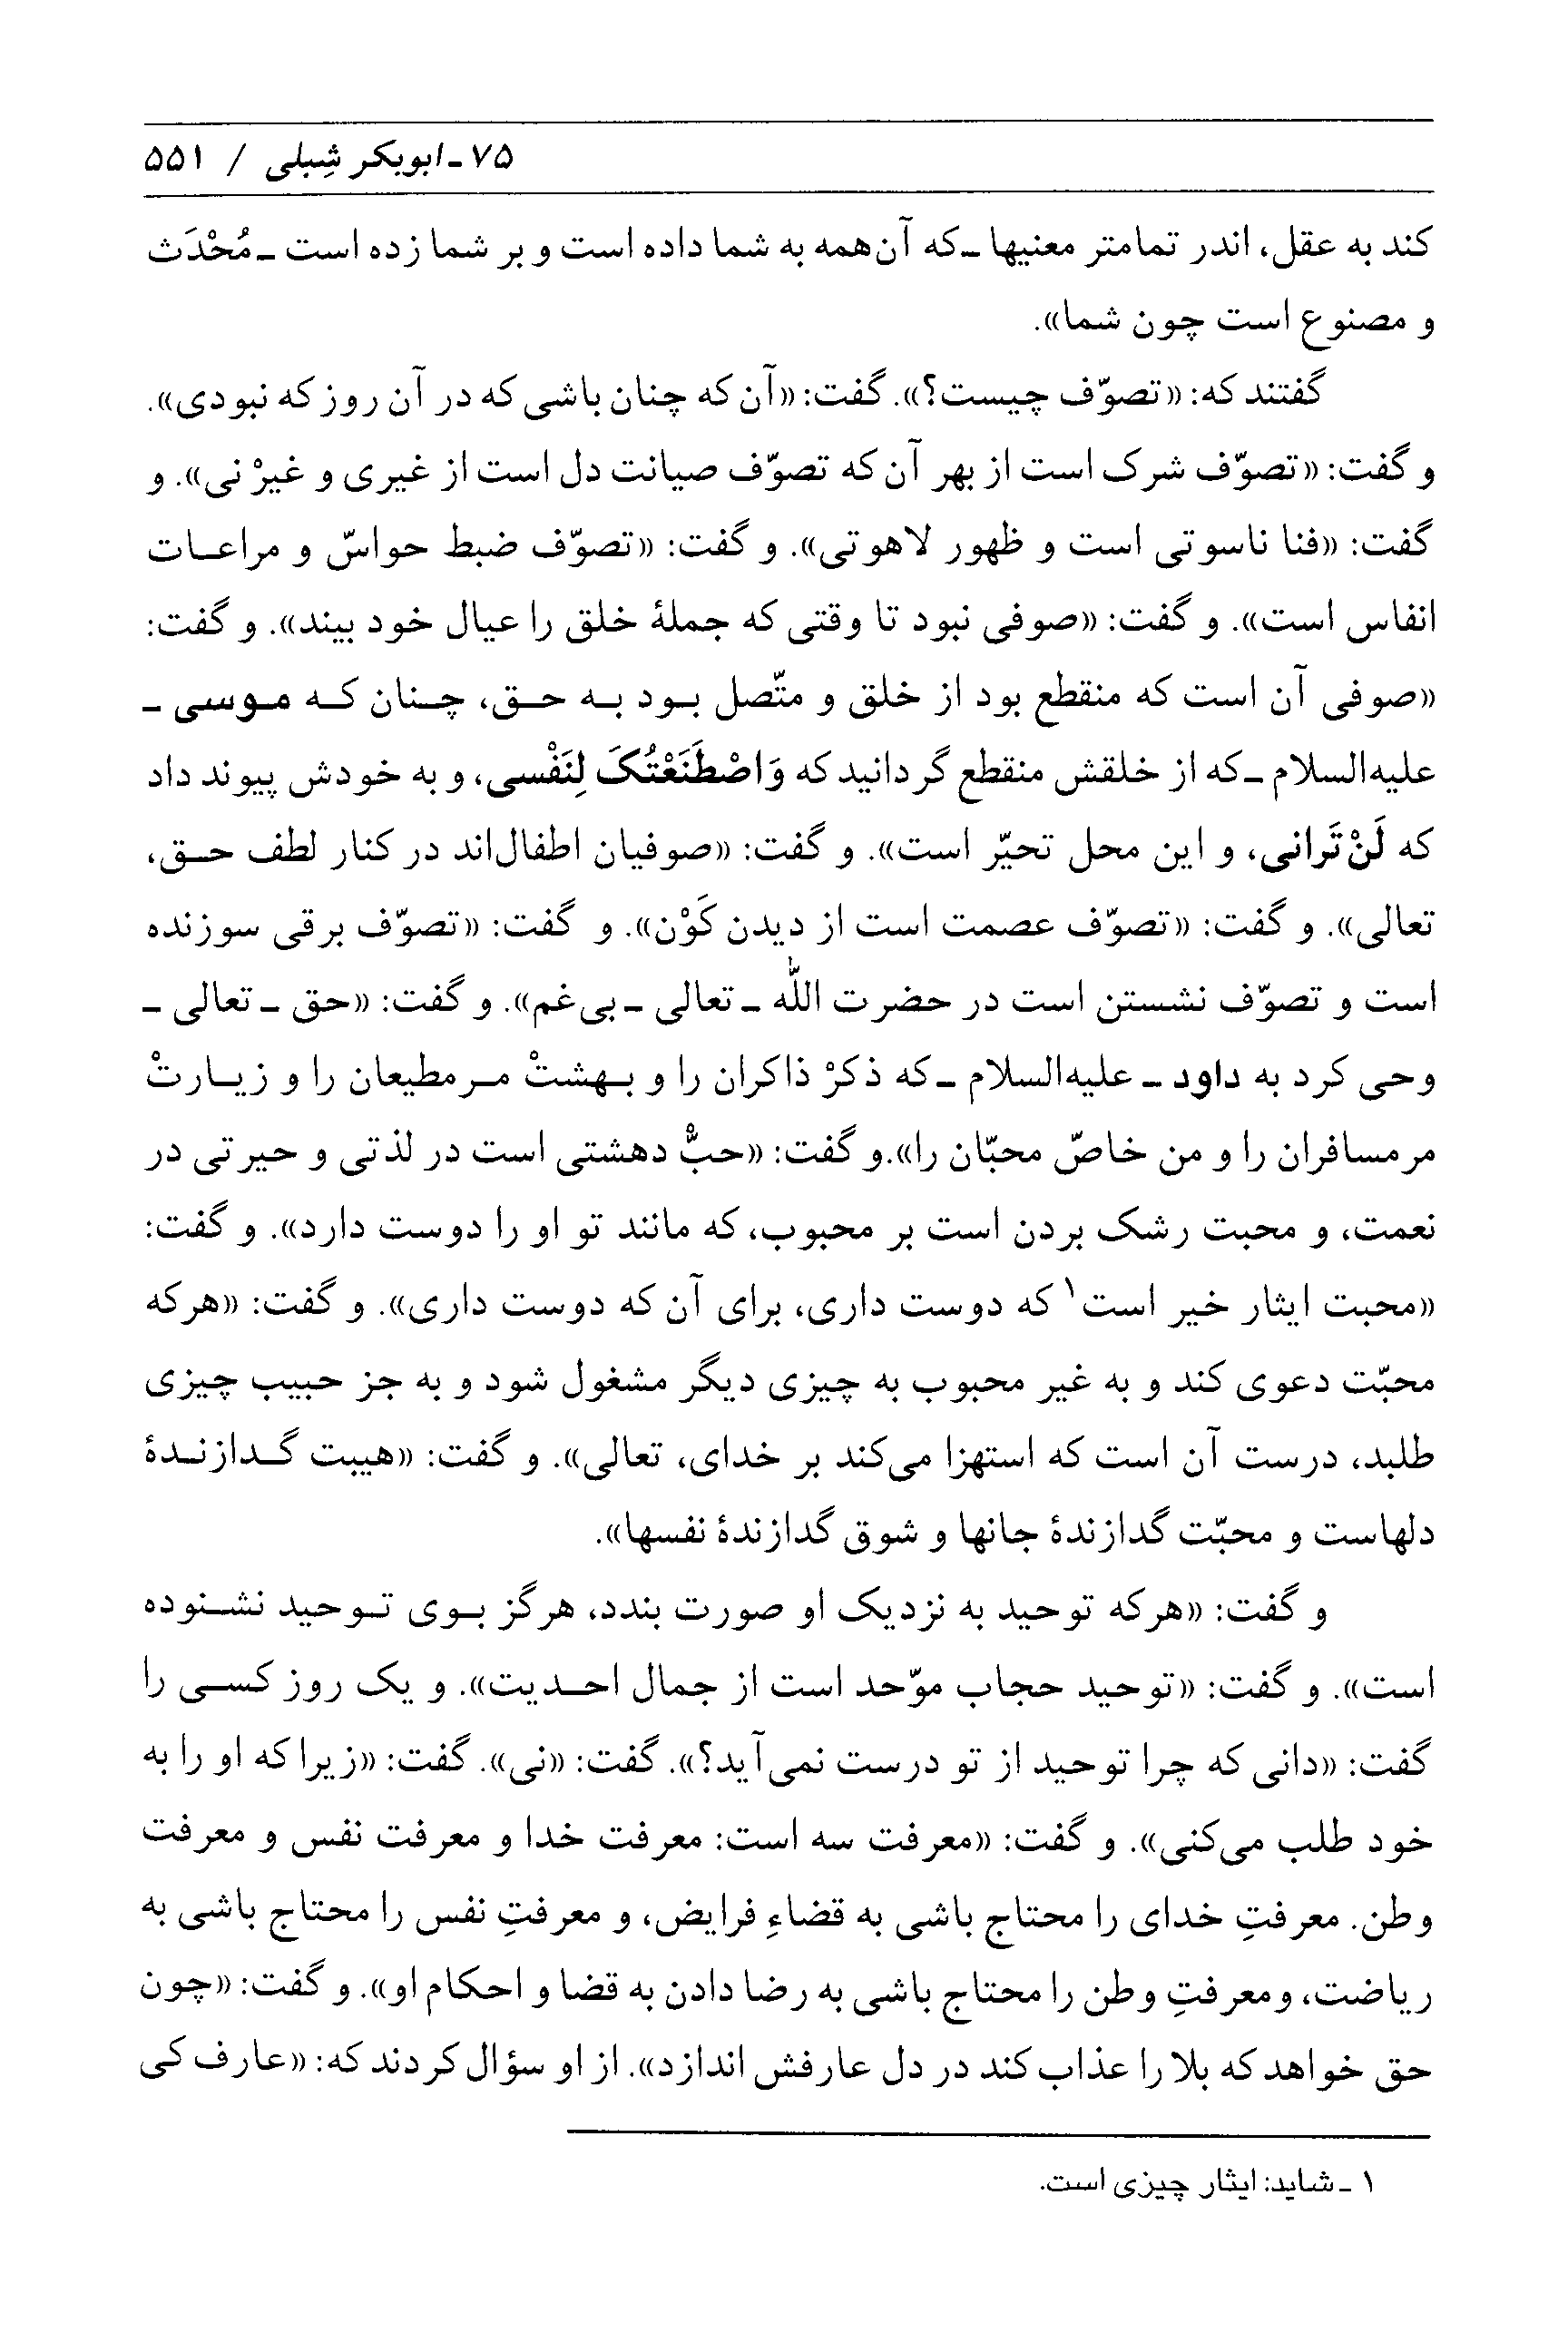 ۷۵ ـ ابوبکر شِبلی / ۵۵۱
کند به عقل، اندر تمامتر معنیها ـ که آن‌همه به شما داده است و بر شما زده است ـ مُحْدَث
و مصنوع است چون شما».
گفتند که: «تصوّف چیست؟». گفت: «آن که چنان باشی که در آن روز که نبودی».
و گفت: «تصوّف شرک است از بهر آن که تصوّف صیانت دل است از غیری و غیرْ نی». و
گفت: «فنا ناسوتی است و ظهور لاهوتی». و گفت: «تصوّف ضبط حواسّ و مراعات
انفاس است». و گفت: «صوفی نبود تا وقتی که جملهٔ خلق را عیال خود بیند». و گفت:
«صوفی آن است که منقطع بود از خلق و متّصل بود به حق، چنان که موسی ـ
علیه‌السلام ـ که از خلقش منقطع گردانید که وَاصْطَنَعْتُکَ لِنَفْسی، و به خودش پیوند داد
که لَنْ تَرانی، و این محل تحیّر است». و گفت: «صوفیان اطفال‌اند در کنار لطف حق،
تعالی». و گفت: «تصوّف عصمت است از دیدن کَوْن». و گفت: «تصوّف برقی سوزنده
است و تصوّف نشستن است در حضرت اللّٰه ـ تعالی ـ بی‌غم». و گفت: «حق ـ تعالی ـ
وحی کرد به داود ـ علیه‌السلام ـ که ذکرْ ذاکران را و بهشتْ مرمطیعان را و زیارتْ
مرمسافران را و من خاصّ محبّان را». و گفت: «حبّْ دهشتی است در لذتی و حیرتی در
نعمت، و محبت رشک بردن است بر محبوب، که مانند تو او را دوست دارد». و گفت:
«محبت ایثار خیر است۱ که دوست داری، برای آن که دوست داری». و گفت: «هرکه
محبّت دعوی کند و به غیر محبوب به چیزی دیگر مشغول شود و به جز حبیب چیزی
طلبد، درست آن است که استهزا می‌کند بر خدای، تعالی». و گفت: «هیبت گدازندهٔ
دلهاست و محبّت گدازندهٔ جانها و شوق گدازندهٔ نفسها».
و گفت: «هرکه توحید به نزدیک او صورت بندد، هرگز بوی توحید نشنوده
است». و گفت: «توحید حجاب موّحد است از جمال احدیت». و یک روز کسی را
گفت: «دانی که چرا توحید از تو درست نمی‌آید؟». گفت: «نی». گفت: «زیرا که او را به
خود طلب می‌کنی». و گفت: «معرفت سه است: معرفت خدا و معرفت نفس و معرفت
وطن. معرفتِ خدای را محتاج باشی به قضاءِ فرایض، و معرفتِ نفس را محتاج باشی به
ریاضت، و معرفتِ وطن را محتاج باشی به رضا دادن به قضا و احکام او». و گفت: «چون
حق خواهد که بلا را عذاب کند در دل عارفش اندازد». از او سؤال کردند که: «عارف کی
۱ ـ شاید: ایثار چیزی است.